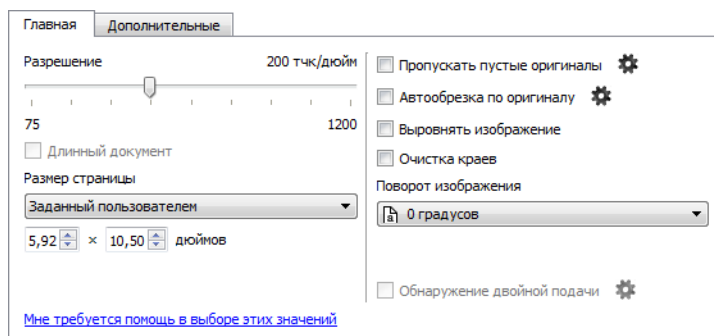 Главная
Дополнительные
Разрешение
200 тчк/дюйм
75
1200
Длинный документ
Размер страницы
Заданный пользователем
5,92 × 10,50 дюймов
Мне требуется помощь в выборе этих значений
Пропускать пустые оригиналы
Автообрезка по оригиналу
Выровнять изображение
Очистка краев
Поворот изображения
a 0 градусов
Обнаружение двойной подачи